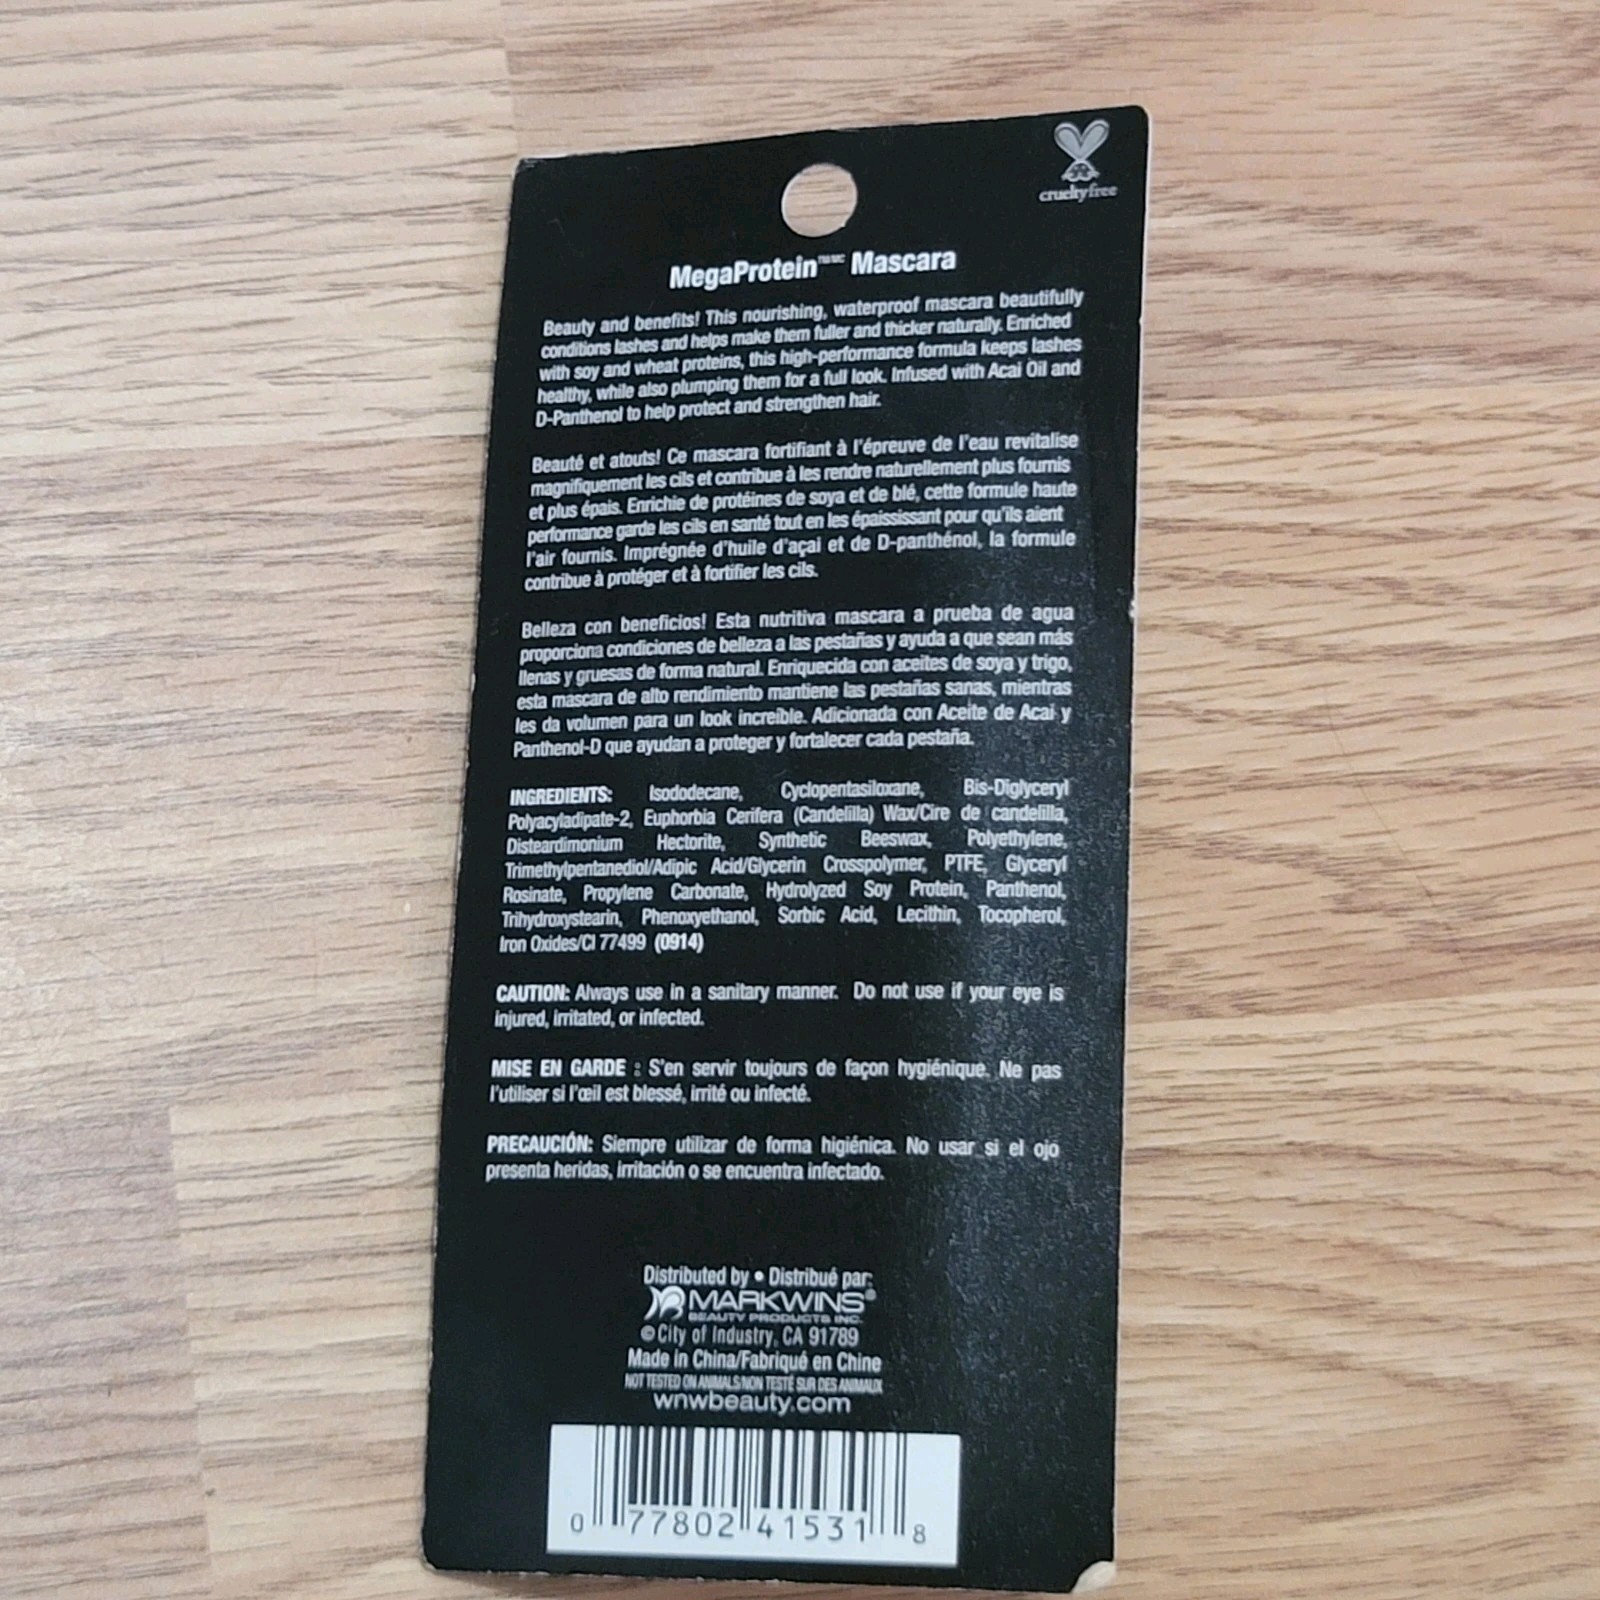 crueltyfree
MegaProtein™ᴹᶜ Mascara
Beauty and benefits! This nourishing, waterproof mascara beautifully
conditions lashes and helps make them fuller and thicker naturally. Enriched
with soy and wheat proteins, this high-performance formula keeps lashes
healthy, while also plumping them for a full look. Infused with Acai Oil and
D-Panthenol to help protect and strengthen hair.
Beauté et atouts! Ce mascara fortifiant à l'épreuve de l'eau revitalise
magnifiquement les cils et contribue à les rendre naturellement plus fournis
et plus épais. Enrichie de protéines de soya et de blé, cette formule haute
performance garde les cils en santé tout en les épaississant pour qu'ils aient
l'air fournis. Imprégnée d'huile d'açai et de D-panthénol, la formule
contribue à protéger et à fortifier les cils.
Belleza con beneficios! Esta nutritiva mascara a prueba de agua
proporciona condiciones de belleza a las pestañas y ayuda a que sean más
llenas y gruesas de forma natural. Enriquecida con aceites de soya y trigo,
esta mascara de alto rendimiento mantiene las pestañas sanas, mientras
les da volumen para un look increíble. Adicionada con Aceite de Acai y
Panthenol-D que ayudan a proteger y fortalecer cada pestaña.
INGREDIENTS: Isododecane, Cyclopentasiloxane, Bis-Diglyceryl
Polyacyladipate-2, Euphorbia Cerifera (Candelilla) Wax/Cire de candelilla,
Disteardimonium Hectorite, Synthetic Beeswax, Polyethylene,
Trimethylpentanediol/Adipic Acid/Glycerin Crosspolymer, PTFE, Glyceryl
Rosinate, Propylene Carbonate, Hydrolyzed Soy Protein, Panthenol,
Trihydroxystearin, Phenoxyethanol, Sorbic Acid, Lecithin, Tocopherol,
Iron Oxides/CI 77499 (0914)
CAUTION: Always use in a sanitary manner. Do not use if your eye is
injured, irritated, or infected.
MISE EN GARDE : S'en servir toujours de façon hygiénique. Ne pas
l'utiliser si l'œil est blessé, irrité ou infecté.
PRECAUCIÓN: Siempre utilizar de forma higiénica. No usar si el ojo
presenta heridas, irritación o se encuentra infectado.
Distributed by • Distribué par:
MARKWINS®
BEAUTY PRODUCTS INC.
©City of Industry, CA 91789
Made in China/Fabriqué en Chine
NOT TESTED ON ANIMALS/NON TESTÉ SUR DES ANIMAUX
wnwbeauty.com
0 77802 41531 8